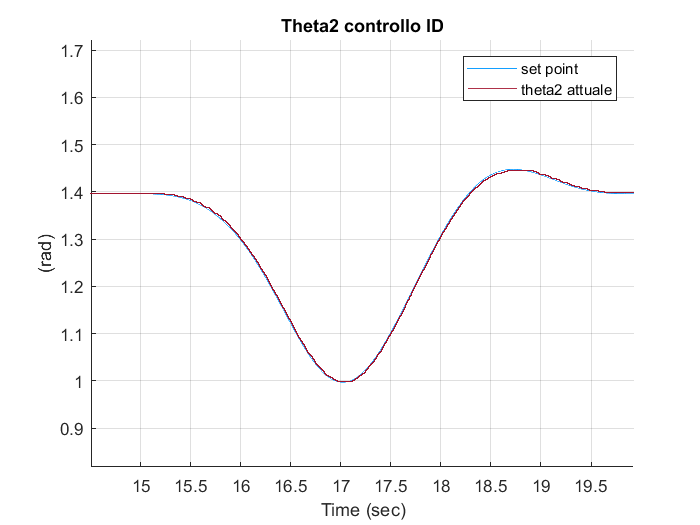 Theta2 controllo ID
set point
theta2 attuale
1.7
1.6
1.5
1.4
1.3
1.2
1.1
1
0.9
(rad)
15 15.5 16 16.5 17 17.5 18 18.5 19 19.5
Time (sec)